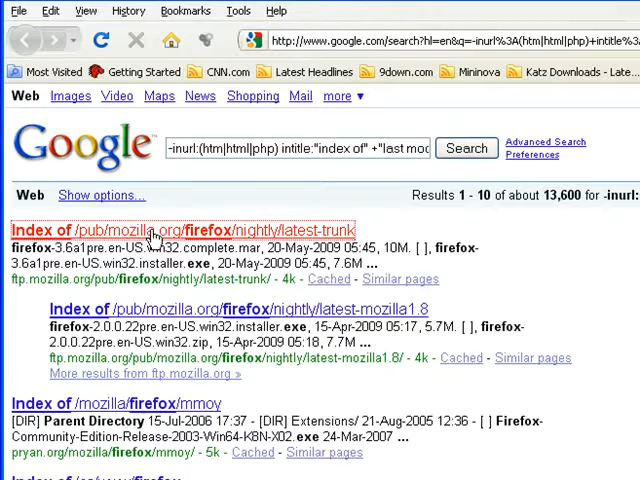 File Edit View History Bookmarks Tools Help
http://www.google.com/search?hl=en&q=-inurl%3A(htm|html|php)+intitle%3
Most Visited Getting Started CNN.com Latest Headlines 9down.com Mininova Katz Downloads - Late
Web Images Video Maps News Shopping Mail more ▼
Google™ -inurl:(htm|html|php) intitle:"index of" +"last moc Search Advanced Search
Preferences
Web Show options... Results 1 - 10 of about 13,600 for -inurl:
Index of /pub/mozilla.org/firefox/nightly/latest-trunk
firefox-3.6a1pre.en-US.win32.complete.mar, 20-May-2009 05:45, 10M. [ ], firefox-
3.6a1pre.en-US.win32.installer.exe, 20-May-2009 05:45, 7.6M ...
ftp.mozilla.org/pub/firefox/nightly/latest-trunk/ - 4k - Cached - Similar pages
Index of /pub/mozilla.org/firefox/nightly/latest-mozilla1.8
firefox-2.0.0.22pre.en-US.win32.installer.exe, 15-Apr-2009 05:17, 5.7M. [ ], firefox-
2.0.0.22pre.en-US.win32.zip, 15-Apr-2009 05:18, 7.7M ...
ftp.mozilla.org/pub/firefox/nightly/latest-mozilla1.8/ - 4k - Cached - Similar pages
More results from ftp.mozilla.org »
Index of /mozilla/firefox/mmoy
[DIR] Parent Directory 15-Jul-2006 17:37 - [DIR] Extensions/ 21-Aug-2005 12:36 - [ ] Firefox-
Community-Edition-Release-2003-Win64-K8N-X02.exe 24-Mar-2007 ...
pryan.org/mozilla/firefox/mmoy/ - 5k - Cached - Similar pages